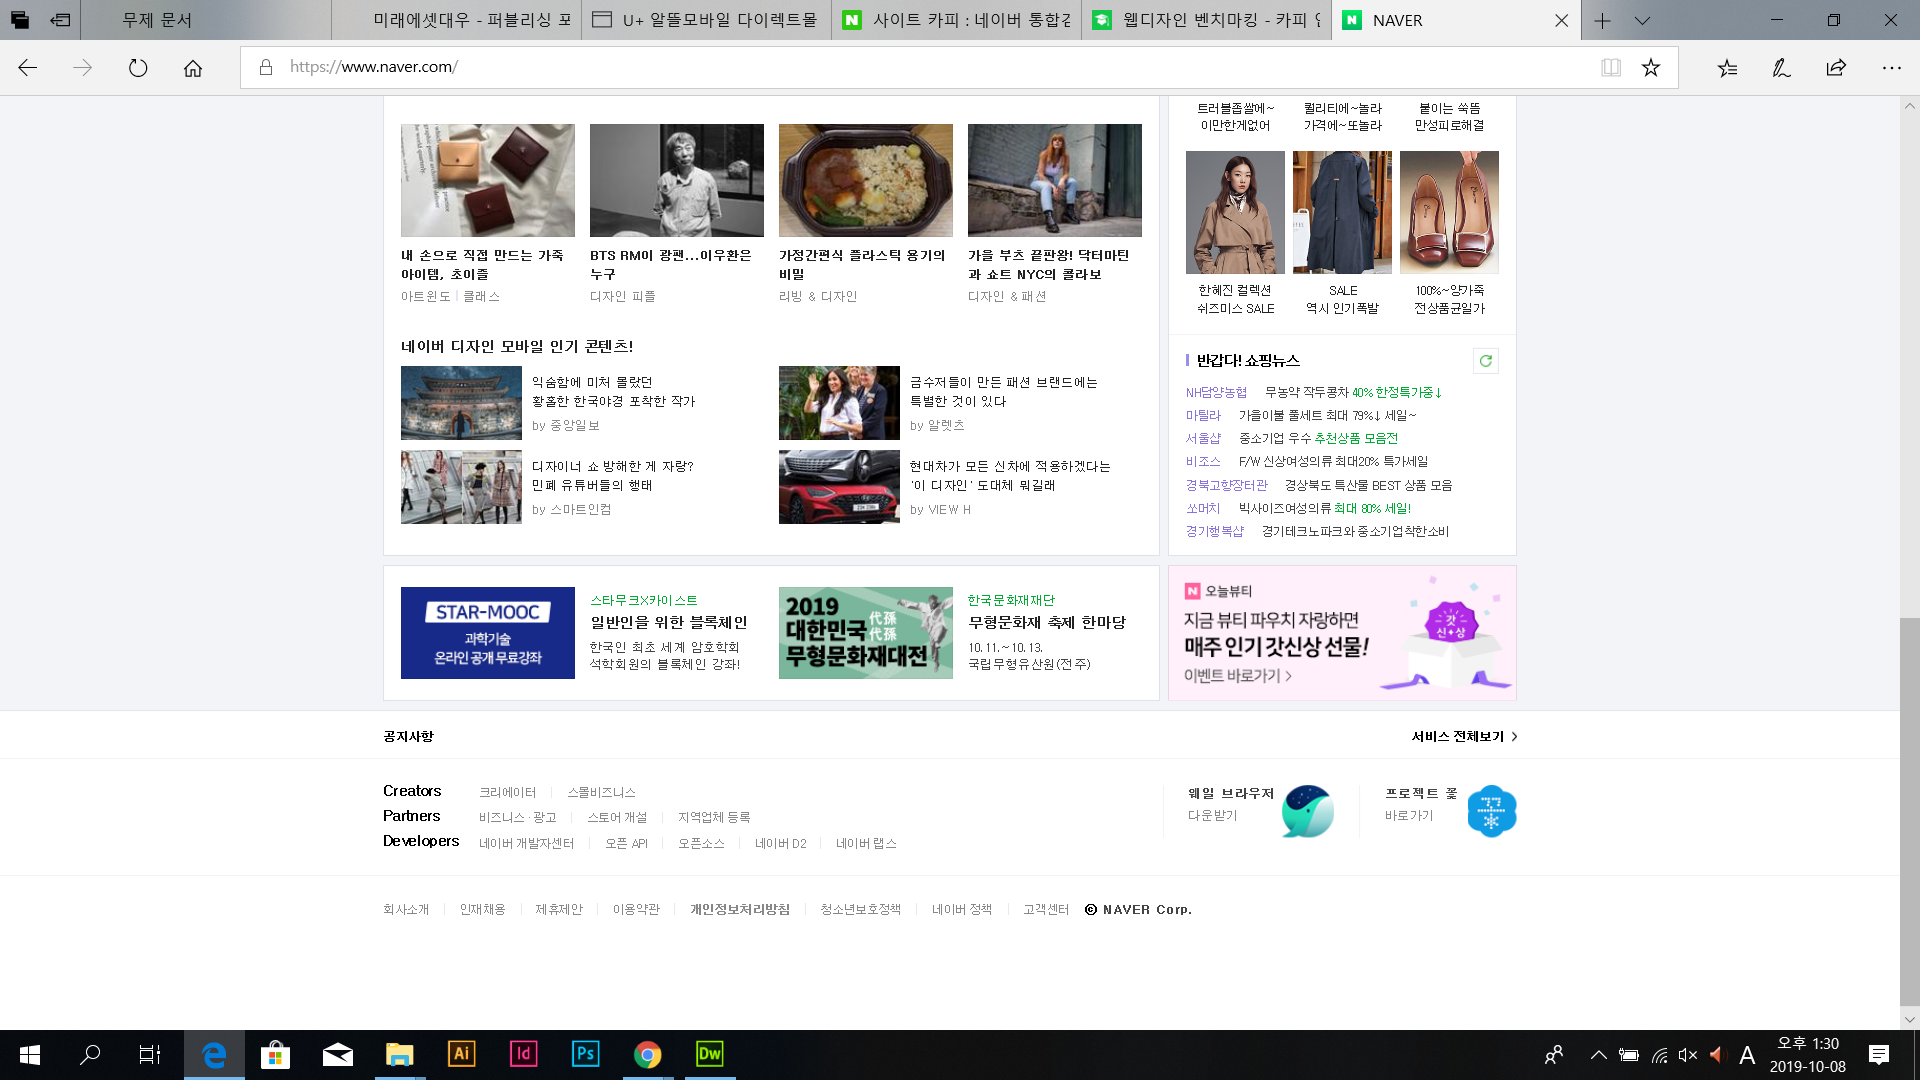 무제 문서
미래에셋대우 - 퍼블리싱 포
U+ 알뜰모바일 다이렉트몰
사이트 카피 : 네이버 통합검
웹디자인 벤치마킹 - 카피 연
NAVER
https://www.naver.com/
내 손으로 직접 만드는 가죽
아이템, 초이즐
아트윈도 | 클래스
BTS RM이 광팬...이우환은
누구
디자인 피플
가정간편식 플라스틱 용기의
비밀
리빙 & 디자인
가을 부츠 끝판왕! 닥터마틴
과 쇼트 NYC의 콜라보
디자인 & 패션
네이버 디자인 모바일 인기 콘텐츠!
익숙함에 미처 몰랐던
황홀한 한국야경 포착한 작가
by 중앙일보
금수저들이 만든 패션 브랜드에는
특별한 것이 있다
by 알렛츠
디자이너 쇼 방해한 게 자랑?
민폐 유튜버들의 행태
by 스마트인컴
현대차가 모든 신차에 적용하겠다는
'이 디자인' 도대체 뭐길래
by VIEW H
트러블좁쌀에~
이만한게없어
퀄리티에~놀라
가격에~또놀라
붙이는 쑥뜸
만성피로해결
한혜진 컬렉션
쉬즈미스 SALE
SALE
역시 인기폭발
100%~양가죽
전상품균일가
반갑다! 쇼핑뉴스
NH담양농협 무농약 작두콩차 40% 한정특가중↓
마틸라 가을이불 풀세트 최대 79%↓ 세일~
서울샵 중소기업 우수 추천상품 모음전
비조스 F/W 신상여성의류 최대20% 특가세일
경북고향장터관 경상북도 특산물 BEST 상품 모음
쏘머치 빅사이즈여성의류 최대 80% 세일!
경기행복샵 경기테크노파크와 중소기업착한소비
STAR-MOOC
과학기술
온라인 공개 무료강좌
스타무크X카이스트
일반인을 위한 블록체인
한국인 최초 세계 암호학회
석학회원의 블록체인 강좌!
2019
대한민국
무형문화재대전
代孫
代孫
한국문화재재단
무형문화재 축제 한마당
10. 11. ~ 10. 13.
국립무형유산원(전주)
N 오늘뷰티
지금 뷰티 파우치 자랑하면
매주 인기 갓신상 선물!
이벤트 바로가기 >
갓
신+상
공지사항
서비스 전체보기 >
Creators 크리에이터 스몰비즈니스
Partners 비즈니스 · 광고 스토어 개설 지역업체 등록
Developers 네이버 개발자센터 오픈 API 오픈소스 네이버 D2 네이버 랩스
웨일 브라우저
다운받기
프로젝트 꽃
바로가기
회사소개 인재채용 제휴제안 이용약관 개인정보처리방침 청소년보호정책 네이버 정책 고객센터 ⓒ NAVER Corp.
Ai
Id
Ps
Dw
A
오후 1:30
2019-10-08